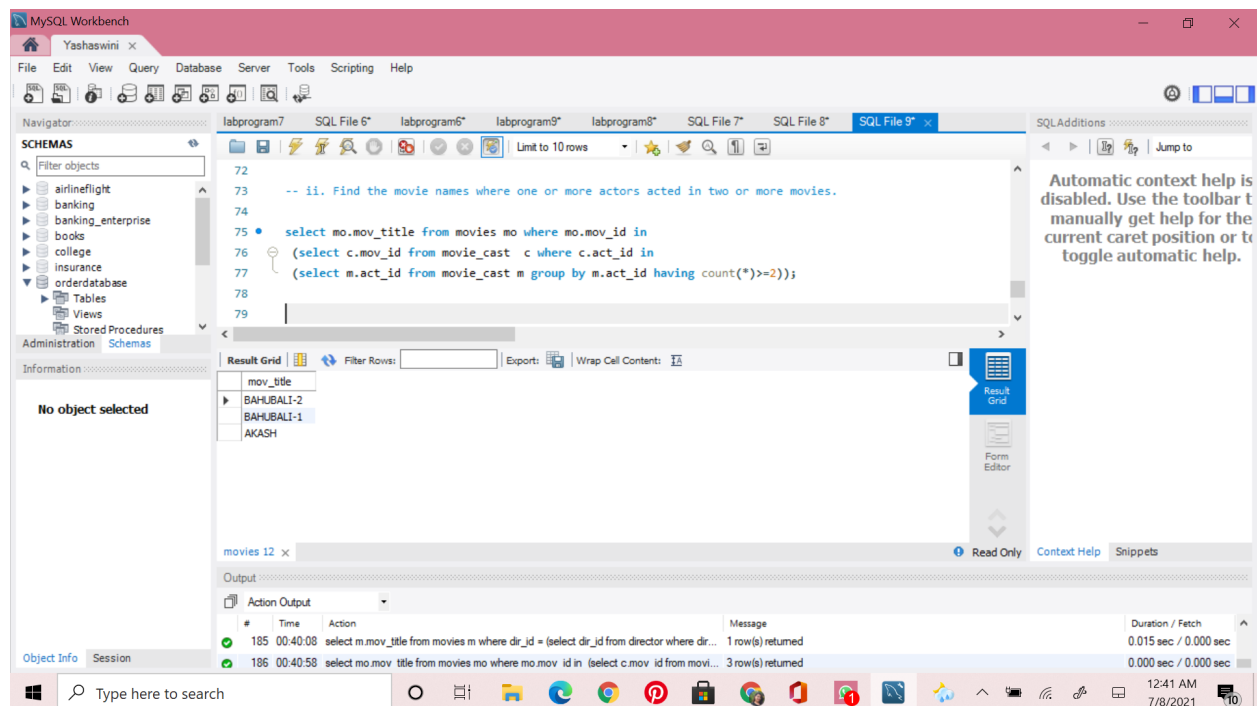 MySQL Workbench
Yashaswini
File Edit View Query Database Server Tools Scripting Help
Navigator
SCHEMAS
Filter objects
airlineflight
banking
banking_enterprise
books
college
insurance
orderdatabase
Tables
Views
Stored Procedures
Administration Schemas
Information
No object selected
Object Info Session
labprogram7 SQL File 6* labprogram6* labprogram9* labprogram8* SQL File 7* SQL File 8* SQL File 9*
Limit to 10 rows
72
73 -- ii. Find the movie names where one or more actors acted in two or more movies.
74
75 select mo.mov_title from movies mo where mo.mov_id in
76 (select c.mov_id from movie_cast c where c.act_id in
77 (select m.act_id from movie_cast m group by m.act_id having count(*)>=2));
78
79
Result Grid Filter Rows: Export: Wrap Cell Content:
mov_title
BAHUBALI-2
BAHUBALI-1
AKASH
Result
Grid
Form
Editor
movies 12 Read Only
Output
Action Output
# Time Action Message Duration / Fetch
185 00:40:08 select m.mov_title from movies m where dir_id = (select dir_id from director where dir... 1 row(s) returned 0.015 sec / 0.000 sec
186 00:40:58 select mo.mov_title from movies mo where mo.mov_id in (select c.mov_id from movi... 3 row(s) returned 0.000 sec / 0.000 sec
SQLAdditions
Jump to
Automatic context help is
disabled. Use the toolbar t
manually get help for the
current caret position or to
toggle automatic help.
Context Help Snippets
Type here to search
1
12:41 AM
7/8/2021
10